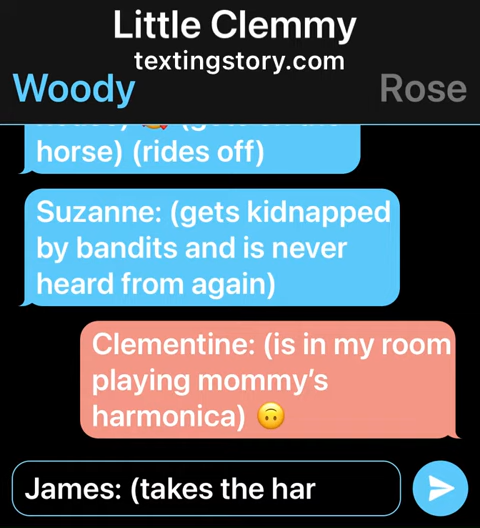 Little Clemmy
textingstory.com
Woody
Rose
horse) (rides off)
Suzanne: (gets kidnapped
by bandits and is never
heard from again)
Clementine: (is in my room
playing mommy's
harmonica) 🙃
James: (takes the har